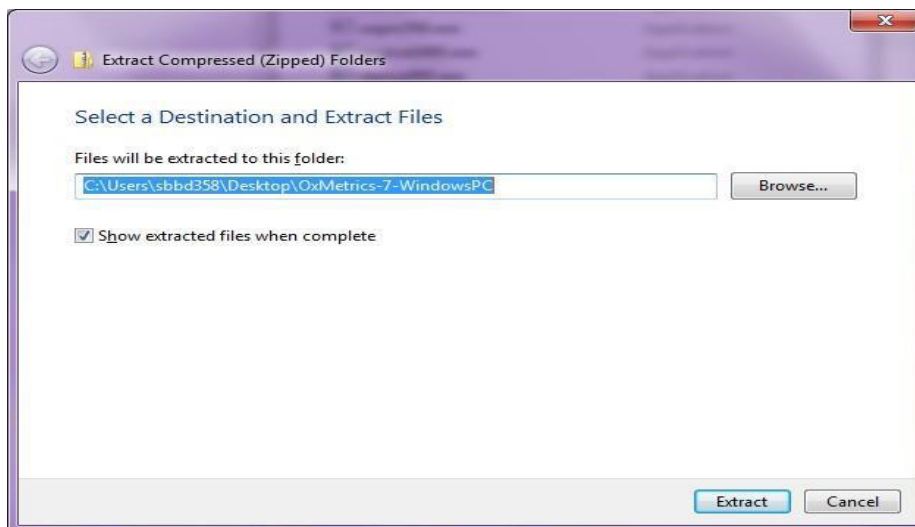 Extract Compressed (Zipped) Folders
Select a Destination and Extract Files
Files will be extracted to this folder:
C:\Users\sbbd358\Desktop\OxMetrics-7-WindowsPC
Browse...
Show extracted files when complete
Extract
Cancel